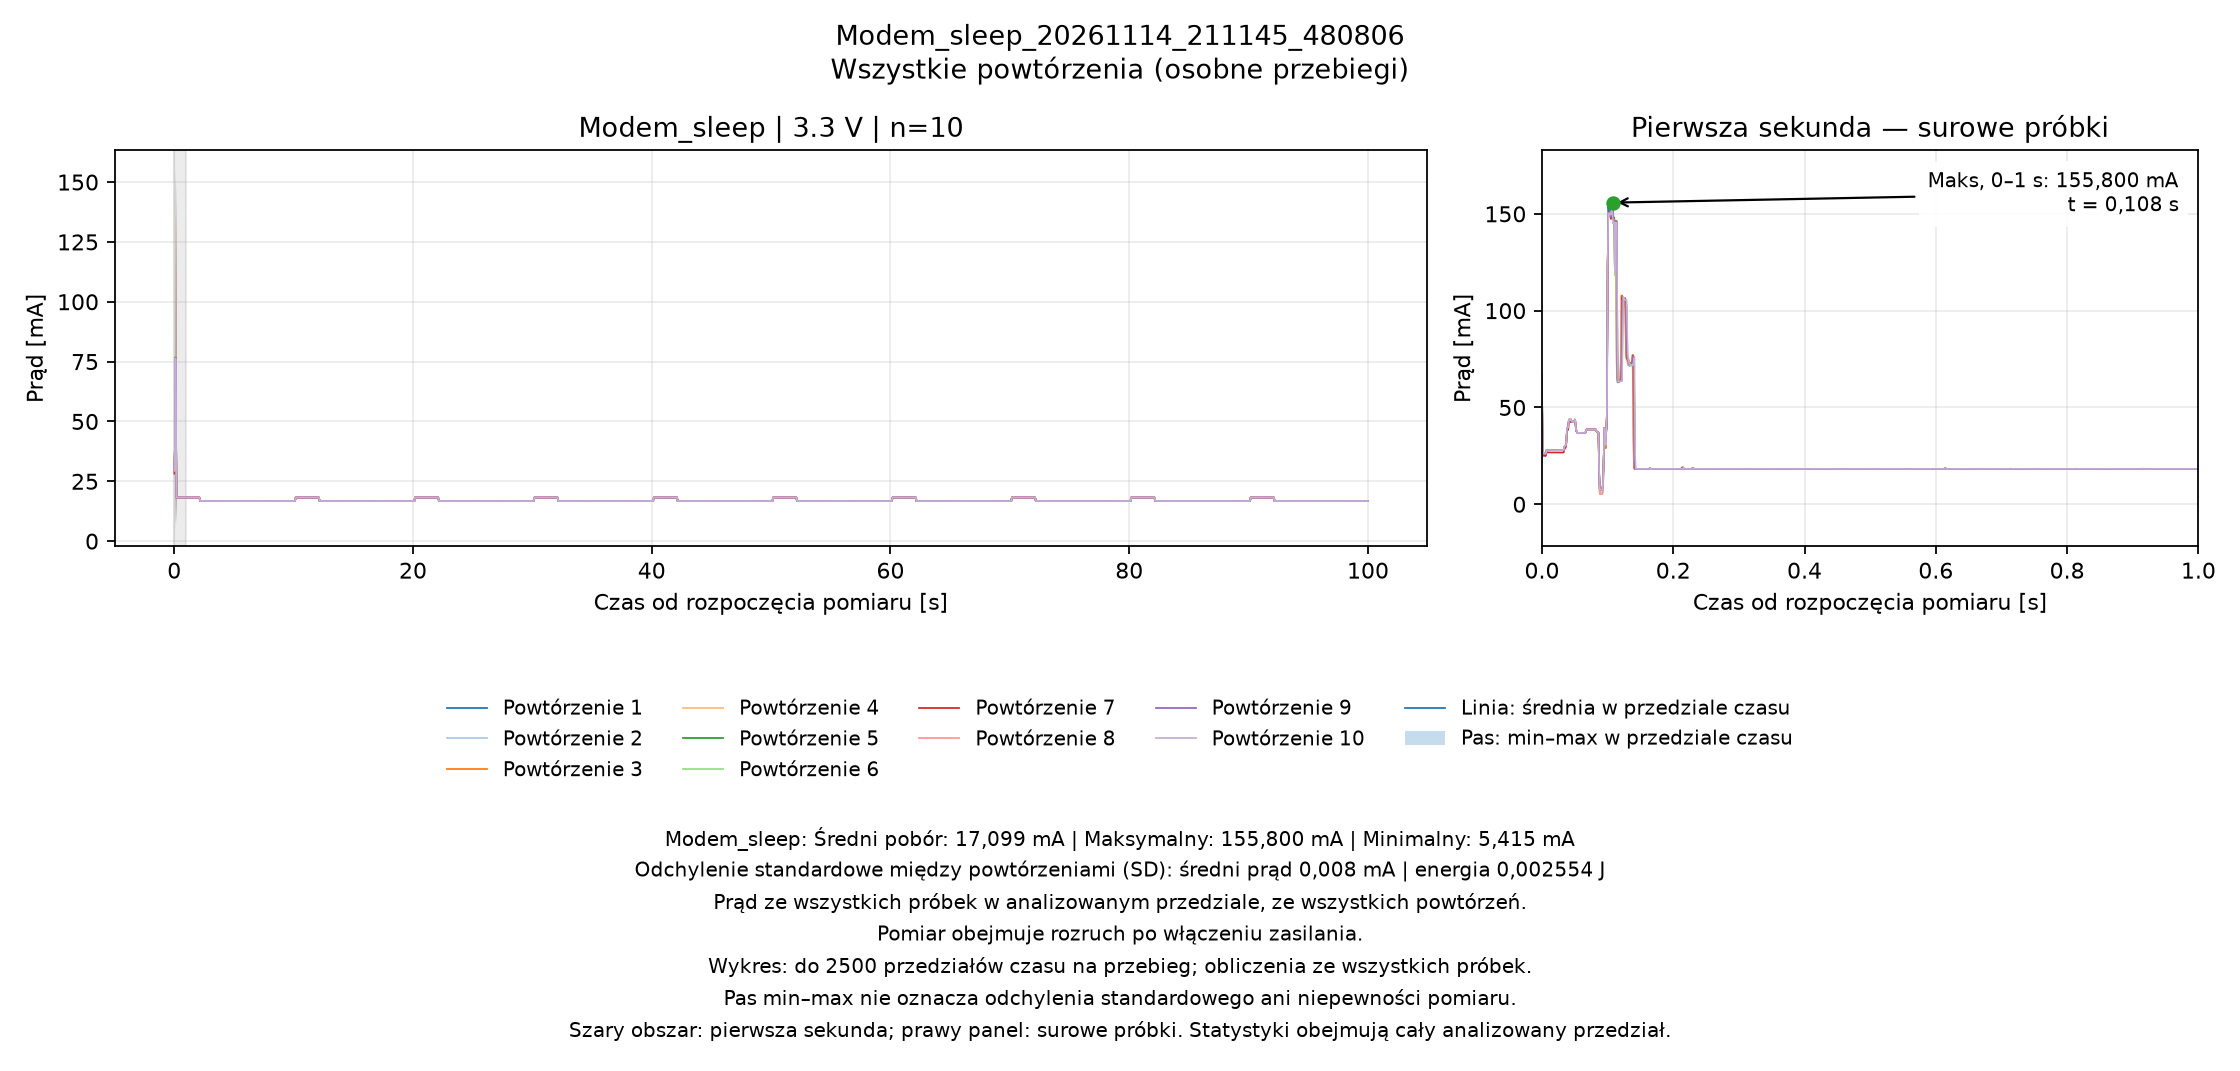 Modem_sleep_20261114_211145_480806
Wszystkie powtórzenia (osobne przebiegi)
Modem_sleep | 3.3 V | n=10
Prąd [mA]
150
125
100
75
50
25
0
0
20
40
60
80
100
Czas od rozpoczęcia pomiaru [s]
Pierwsza sekunda — surowe próbki
Maks, 0–1 s: 155,800 mA
t = 0,108 s
Prąd [mA]
150
100
50
0
0.0
0.2
0.4
0.6
0.8
1.0
Czas od rozpoczęcia pomiaru [s]
Powtórzenie 1
Powtórzenie 2
Powtórzenie 3
Powtórzenie 4
Powtórzenie 5
Powtórzenie 6
Powtórzenie 7
Powtórzenie 8
Powtórzenie 9
Powtórzenie 10
Linia: średnia w przedziale czasu
Pas: min–max w przedziale czasu
Modem_sleep: Średni pobór: 17,099 mA | Maksymalny: 155,800 mA | Minimalny: 5,415 mA
Odchylenie standardowe między powtórzeniami (SD): średni prąd 0,008 mA | energia 0,002554 J
Prąd ze wszystkich próbek w analizowanym przedziale, ze wszystkich powtórzeń.
Pomiar obejmuje rozruch po włączeniu zasilania.
Wykres: do 2500 przedziałów czasu na przebieg; obliczenia ze wszystkich próbek.
Pas min–max nie oznacza odchylenia standardowego ani niepewności pomiaru.
Szary obszar: pierwsza sekunda; prawy panel: surowe próbki. Statystyki obejmują cały analizowany przedział.